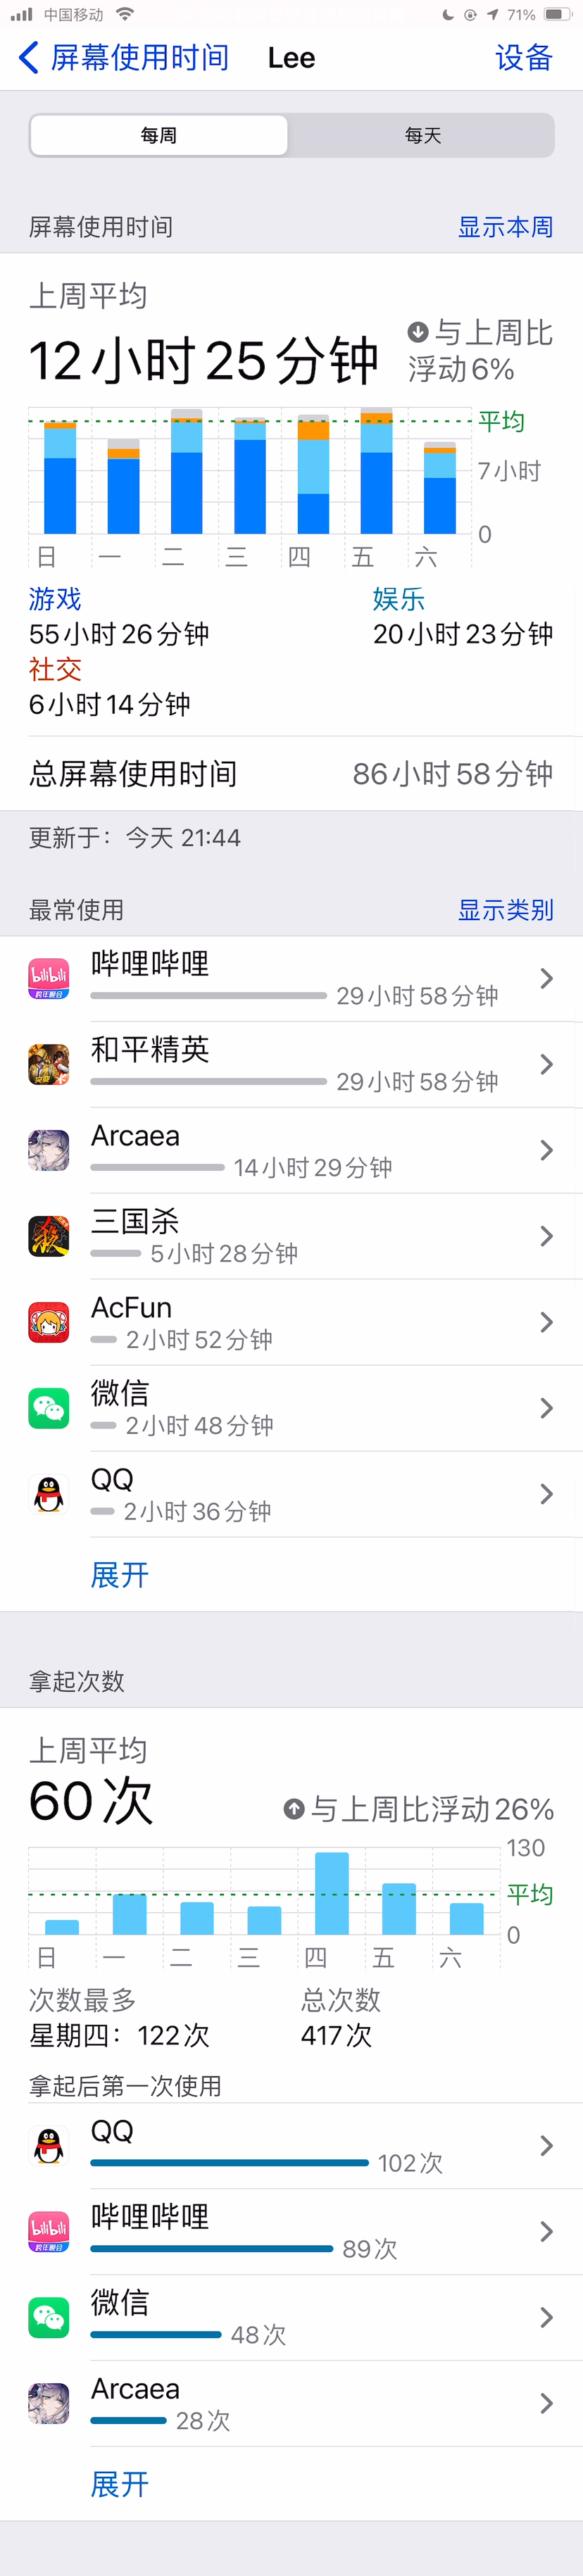 中国移动 71%
屏幕使用时间 Lee 设备
每周 每天
屏幕使用时间 显示本周
上周平均
12小时25分钟 与上周比
浮动6%
平均
7小时
0
日 一 二 三 四 五 六
游戏 娱乐
55小时26分钟 20小时23分钟
社交
6小时14分钟
总屏幕使用时间 86小时58分钟
更新于：今天 21:44
最常使用 显示类别
哔哩哔哩
bilibili
跨年晚会
29小时58分钟
和平精英
29小时58分钟
Arcaea
14小时29分钟
三国杀
杀
5小时28分钟
AcFun
2小时52分钟
微信
2小时48分钟
QQ
2小时36分钟
展开
拿起次数
上周平均
60次 与上周比浮动26%
130
平均
0
日 一 二 三 四 五 六
次数最多 总次数
星期四：122次 417次
拿起后第一次使用
QQ
102次
哔哩哔哩
bilibili
跨年晚会
89次
微信
48次
Arcaea
28次
展开